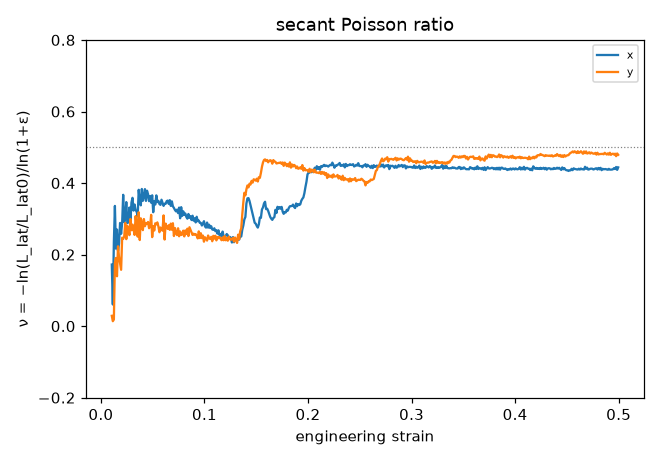 secant Poisson ratio
ν = −ln(L_lat/L_lat0)/ln(1+ε)
0.8
0.6
0.4
0.2
0.0
−0.2
x
y
0.0 0.1 0.2 0.3 0.4 0.5
engineering strain